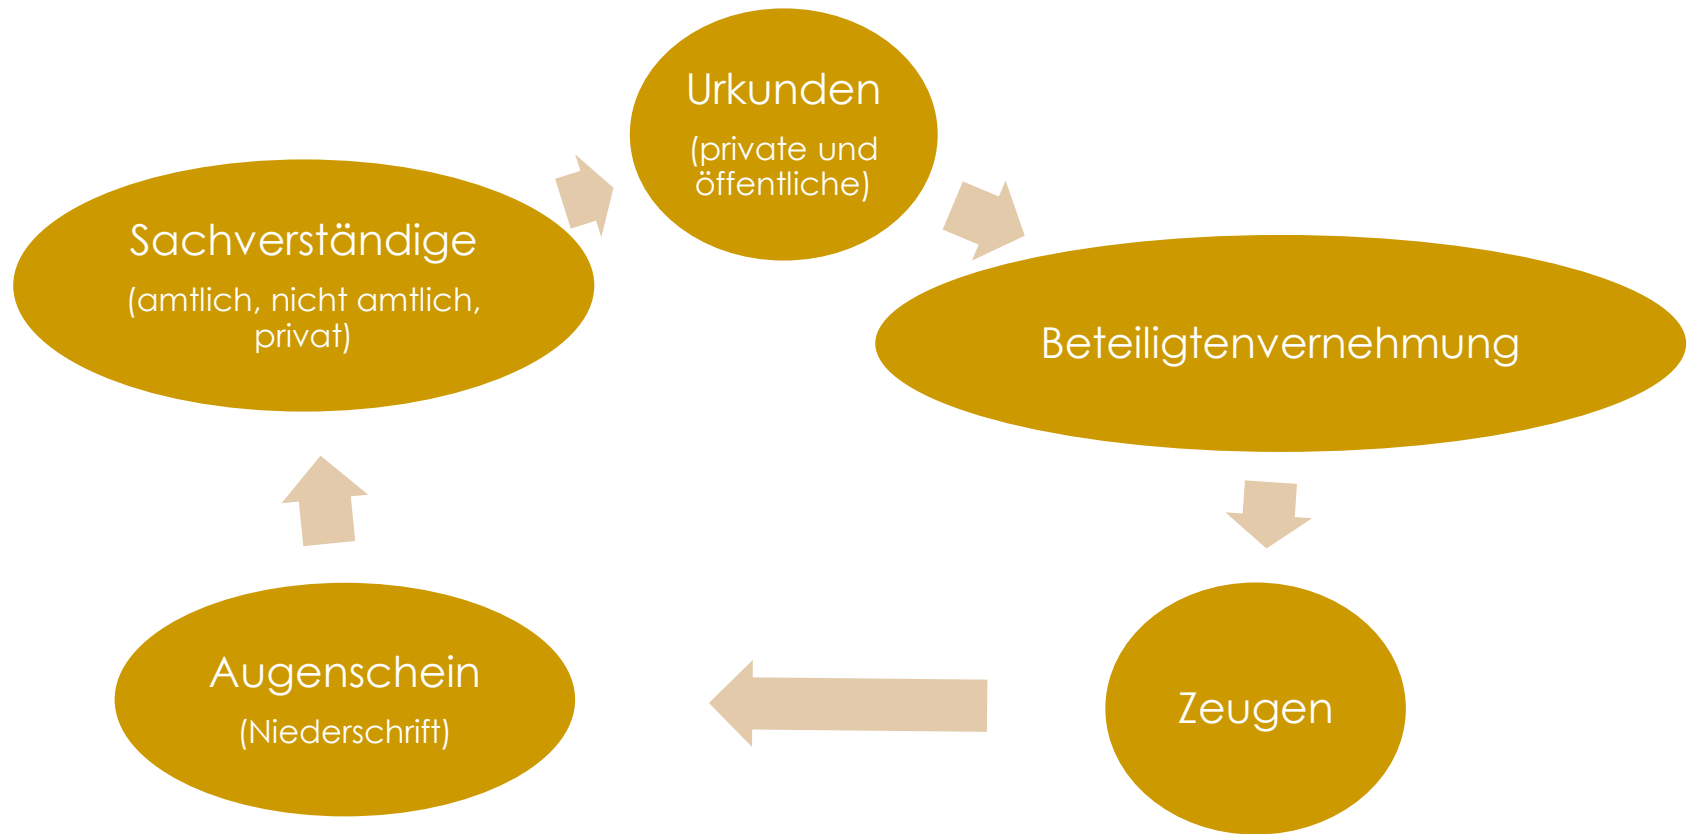 Urkunden
(private und
öffentliche)
Sachverständige
(amtlich, nicht amtlich,
privat)
Beteiligtenvernehmung
Augenschein
(Niederschrift)
Zeugen